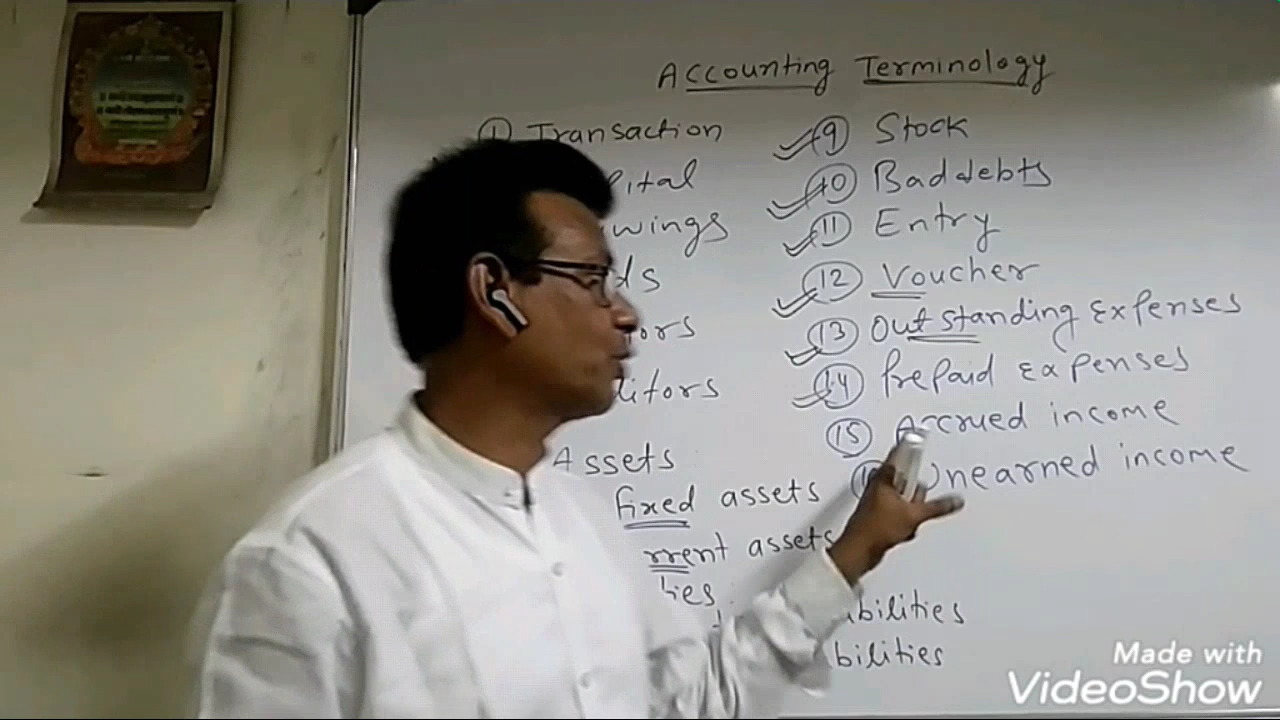 Accounting Terminology
① Transaction
pital
wings
ds
ors
ditors
Assets
fixed assets
rrent assets
ties
abilities
bilities
⑨ Stock
⑩ Bad debts
⑪ Entry
⑫ Voucher
⑬ Outstanding Expenses
⑭ Prepaid expenses
⑮ Accrued income
Unearned income
Made with
VideoShow